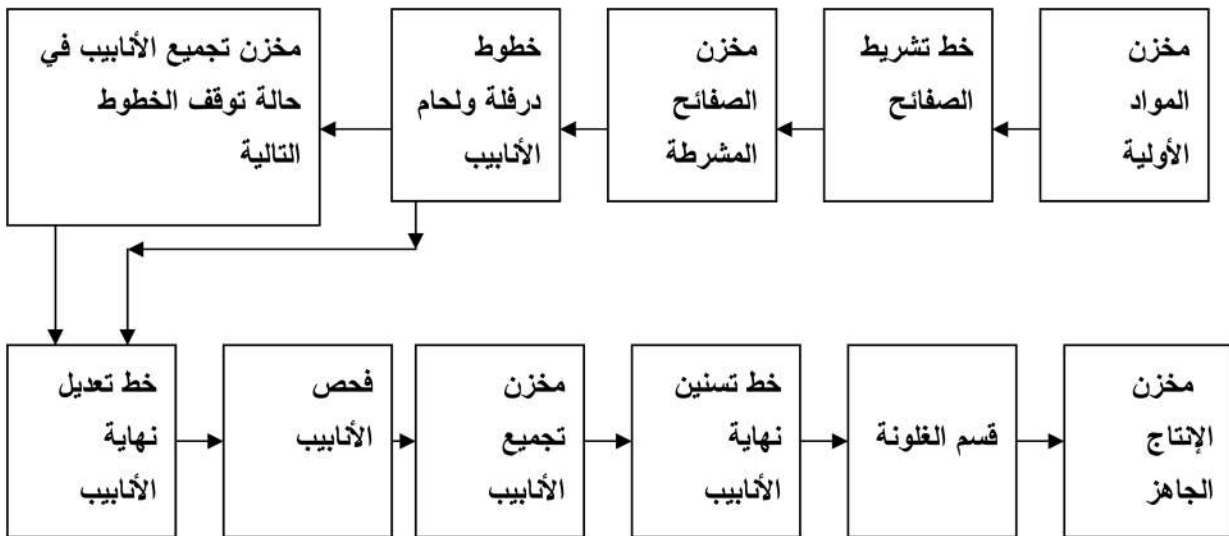 مخزن
المواد
الأولية
خط تشريط
الصفائح
مخزن
الصفائح
المشرطة
خطوط
درفلة ولحام
الأنابيب
مخزن تجميع الأنابيب في
حالة توقف الخطوط
التالية
خط تعديل
نهاية
الأنابيب
فحص
الأنابيب
مخزن
تجميع
الأنابيب
خط تسنين
نهاية
الأنابيب
قسم الغلونة
مخزن
الإنتاج
الجاهز